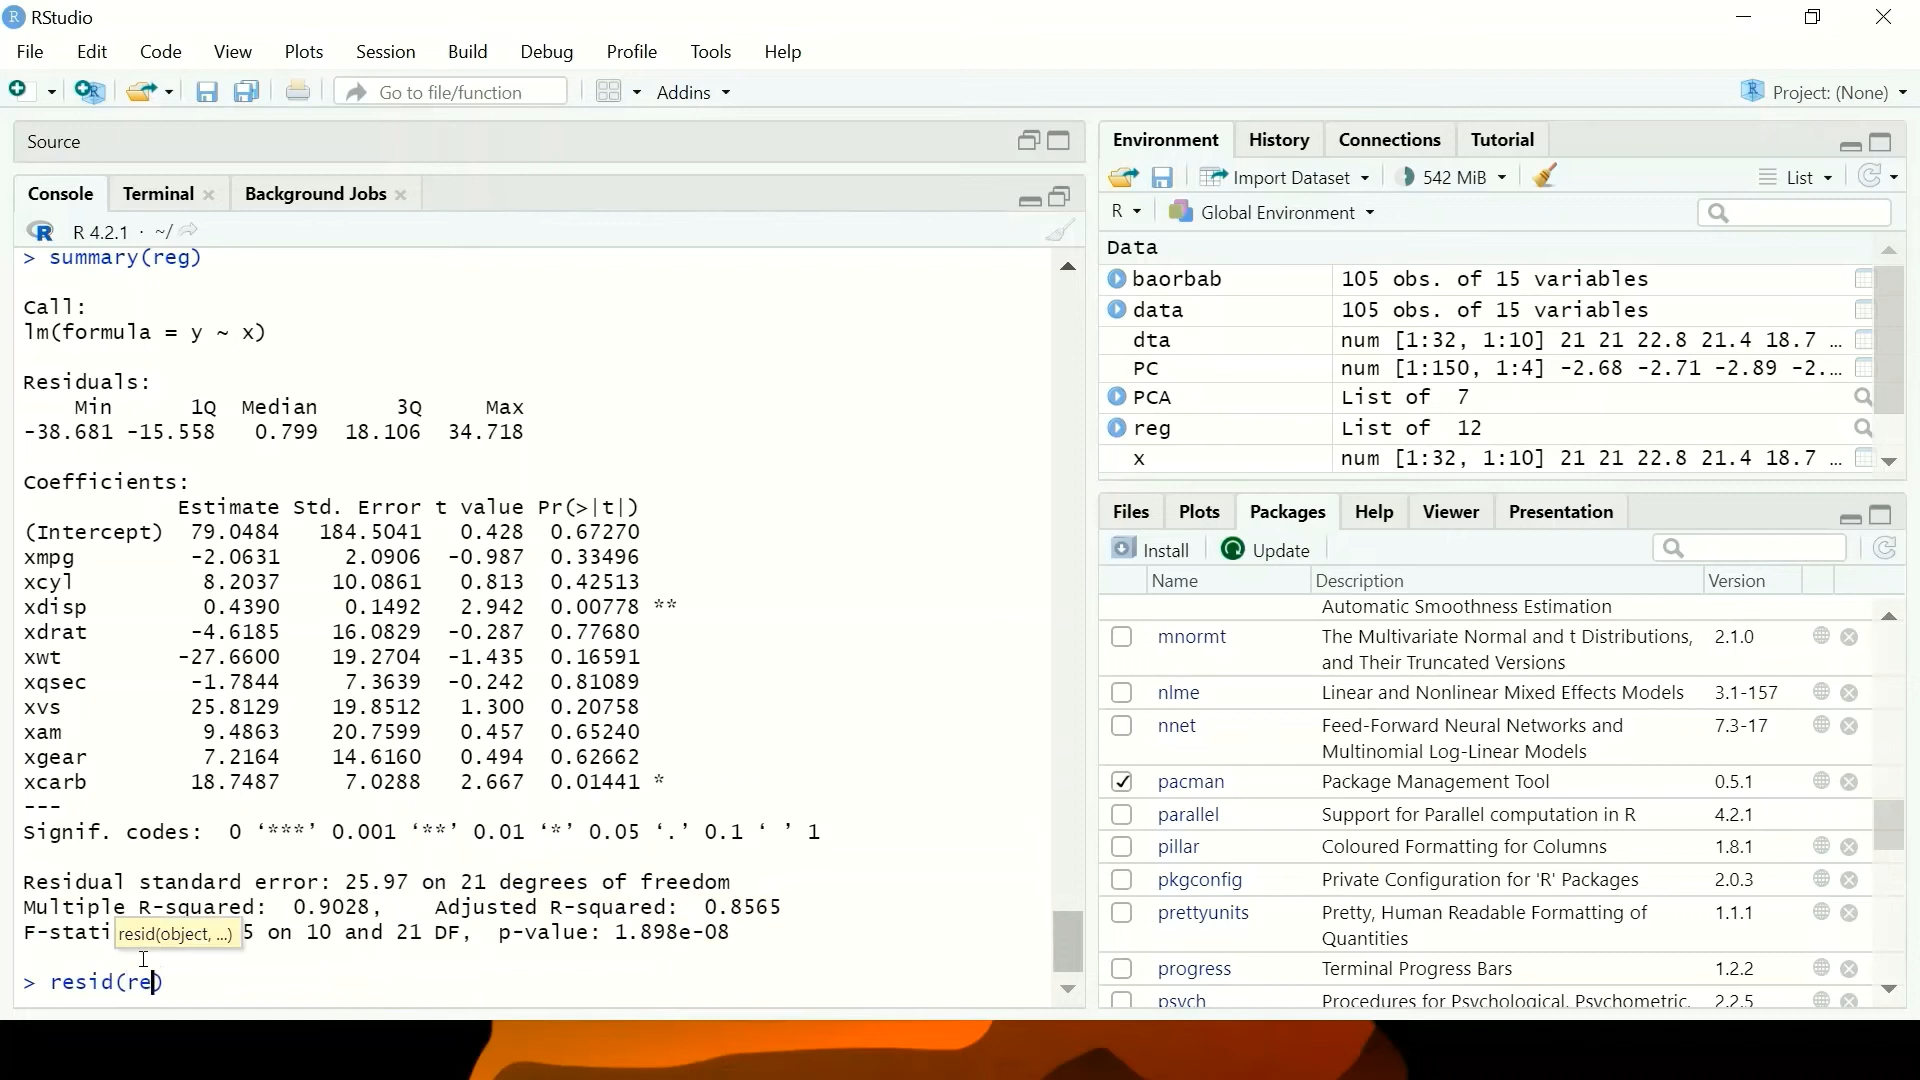 RStudio
File Edit Code View Plots Session Build Debug Profile Tools Help
Go to file/function Addins Project: (None)
Source
Console Terminal Background Jobs
R 4.2.1 · ~/
> summary(reg)
Call:
lm(formula = y ~ x)
Residuals:
Min 1Q Median 3Q Max
-38.681 -15.558 0.799 18.106 34.718
Coefficients:
Estimate Std. Error t value Pr(>|t|)
(Intercept) 79.0484 184.5041 0.428 0.67270
xmpg -2.0631 2.0906 -0.987 0.33496
xcyl 8.2037 10.0861 0.813 0.42513
xdisp 0.4390 0.1492 2.942 0.00778 **
xdrat -4.6185 16.0829 -0.287 0.77680
xwt -27.6600 19.2704 -1.435 0.16591
xqsec -1.7844 7.3639 -0.242 0.81089
xvs 25.8129 19.8512 1.300 0.20758
xam 9.4863 20.7599 0.457 0.65240
xgear 7.2164 14.6160 0.494 0.62662
xcarb 18.7487 7.0288 2.667 0.01441 *
---
Signif. codes: 0 ‘***’ 0.001 ‘**’ 0.01 ‘*’ 0.05 ‘.’ 0.1 ‘ ’ 1
Residual standard error: 25.97 on 21 degrees of freedom
Multiple R-squared: 0.9028, Adjusted R-squared: 0.8565
F-stati 5 on 10 and 21 DF, p-value: 1.898e-08
resid(object, ...)
> resid(re)
Environment History Connections Tutorial
Import Dataset 542 MiB List
R Global Environment
Data
baorbab 105 obs. of 15 variables
data 105 obs. of 15 variables
dta num [1:32, 1:10] 21 21 22.8 21.4 18.7 ...
PC num [1:150, 1:4] -2.68 -2.71 -2.89 -2....
PCA List of 7
reg List of 12
x num [1:32, 1:10] 21 21 22.8 21.4 18.7 ...
Files Plots Packages Help Viewer Presentation
Install Update
Name Description Version
Automatic Smoothness Estimation
mnormt The Multivariate Normal and t Distributions, 2.1.0
and Their Truncated Versions
nlme Linear and Nonlinear Mixed Effects Models 3.1-157
nnet Feed-Forward Neural Networks and 7.3-17
Multinomial Log-Linear Models
pacman Package Management Tool 0.5.1
parallel Support for Parallel computation in R 4.2.1
pillar Coloured Formatting for Columns 1.8.1
pkgconfig Private Configuration for 'R' Packages 2.0.3
prettyunits Pretty, Human Readable Formatting of 1.1.1
Quantities
progress Terminal Progress Bars 1.2.2
psych Procedures for Psychological, Psychometric, 2.2.5